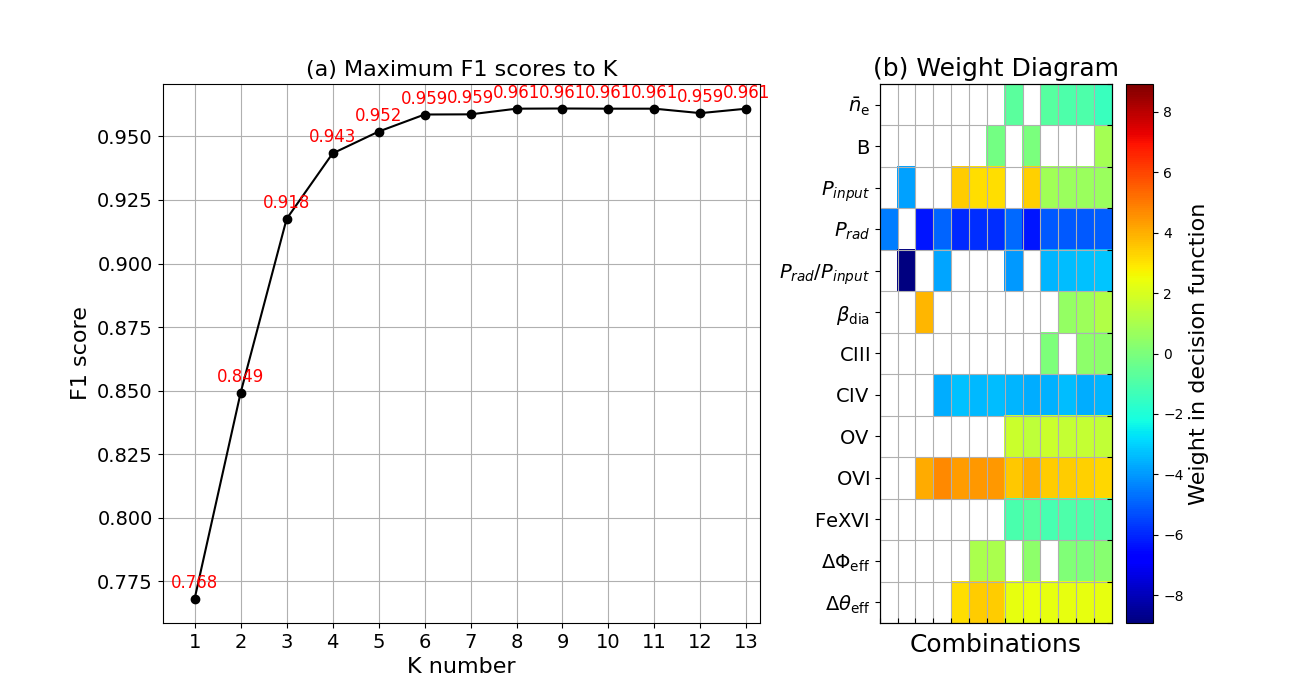 (a) Maximum F1 scores to K
F1 score
0.950
0.925
0.900
0.875
0.850
0.825
0.800
0.775
0.768
0.849
0.918
0.943
0.952
0.959
0.959
0.961
0.961
0.961
0.961
0.959
0.961
1 2 3 4 5 6 7 8 9 10 11 12 13
K number
(b) Weight Diagram
n̄e
B
Pinput
Prad
Prad/Pinput
βdia
CIII
CIV
OV
OVI
FeXVI
ΔΦeff
Δθeff
Combinations
8
6
4
2
0
−2
−4
−6
−8
Weight in decision function